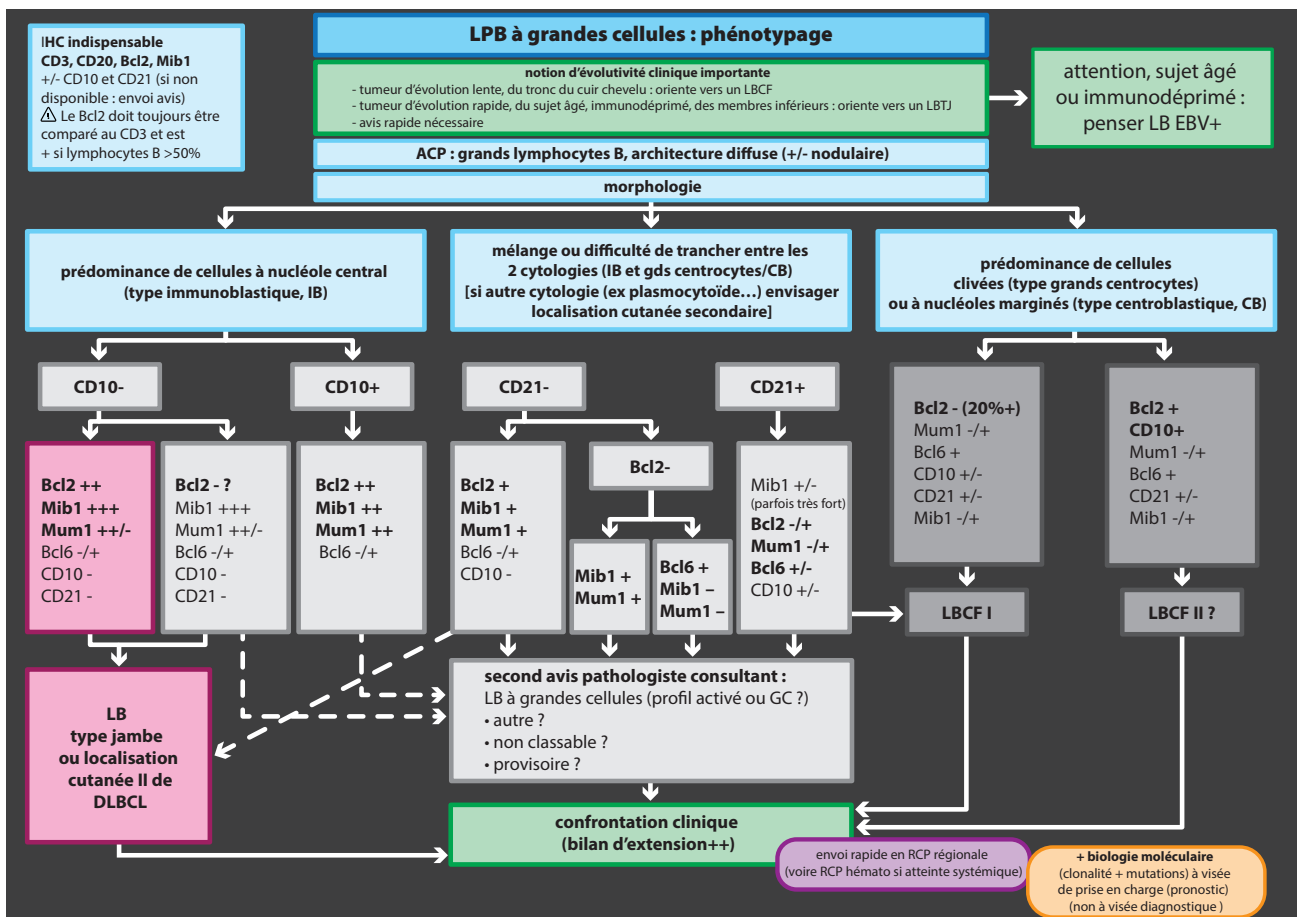 IHC indispensable
CD3, CD20, Bcl2, Mib1
+/- CD10 et CD21 (si non
disponible : envoi avis)
⚠ Le Bcl2 doit toujours être
comparé au CD3 et est
+ si lymphocytes B >50%
LPB à grandes cellules : phénotypage
notion d'évolutivité clinique importante
- tumeur d'évolution lente, du tronc du cuir chevelu : oriente vers un LBCF
- tumeur d'évolution rapide, du sujet âgé, immunodéprimé, des membres inférieurs : oriente vers un LBTJ
- avis rapide nécessaire
attention, sujet âgé
ou immunodéprimé :
penser LB EBV+
ACP : grands lymphocytes B, architecture diffuse (+/- nodulaire)
morphologie
prédominance de cellules à nucléole central
(type immunoblastique, IB)
mélange ou difficulté de trancher entre les
2 cytologies (IB et gds centrocytes/CB)
[si autre cytologie (ex plasmocytoïde…) envisager
localisation cutanée secondaire]
prédominance de cellules
clivées (type grands centrocytes)
ou à nucléoles marginés (type centroblastique, CB)
CD10-
CD10+
CD21-
CD21+
Bcl2 ++
Mib1 +++
Mum1 ++/-
Bcl6 -/+
CD10 -
CD21 -
Bcl2 - ?
Mib1 +++
Mum1 ++/-
Bcl6 -/+
CD10 -
CD21 -
Bcl2 ++
Mib1 ++
Mum1 ++
Bcl6 -/+
Bcl2 +
Mib1 +
Mum1 +
Bcl6 -/+
CD10 -
Bcl2-
Mib1 +
Mum1 +
Bcl6 +
Mib1 –
Mum1 –
Mib1 +/-
(parfois très fort)
Bcl2 -/+
Mum1 -/+
Bcl6 +/-
CD10 +/-
Bcl2 - (20%+)
Mum1 -/+
Bcl6 +
CD10 +/-
CD21 +/-
Mib1 -/+
Bcl2 +
CD10+
Mum1 -/+
Bcl6 +
CD21 +/-
Mib1 -/+
LBCF I
LBCF II ?
LB
type jambe
ou localisation
cutanée II de
DLBCL
second avis pathologiste consultant :
LB à grandes cellules (profil activé ou GC ?)
• autre ?
• non classable ?
• provisoire ?
confrontation clinique
(bilan d'extension++)
envoi rapide en RCP régionale
(voire RCP hémato si atteinte systémique)
+ biologie moléculaire
(clonalité + mutations) à visée
de prise en charge (pronostic)
(non à visée diagnostique )